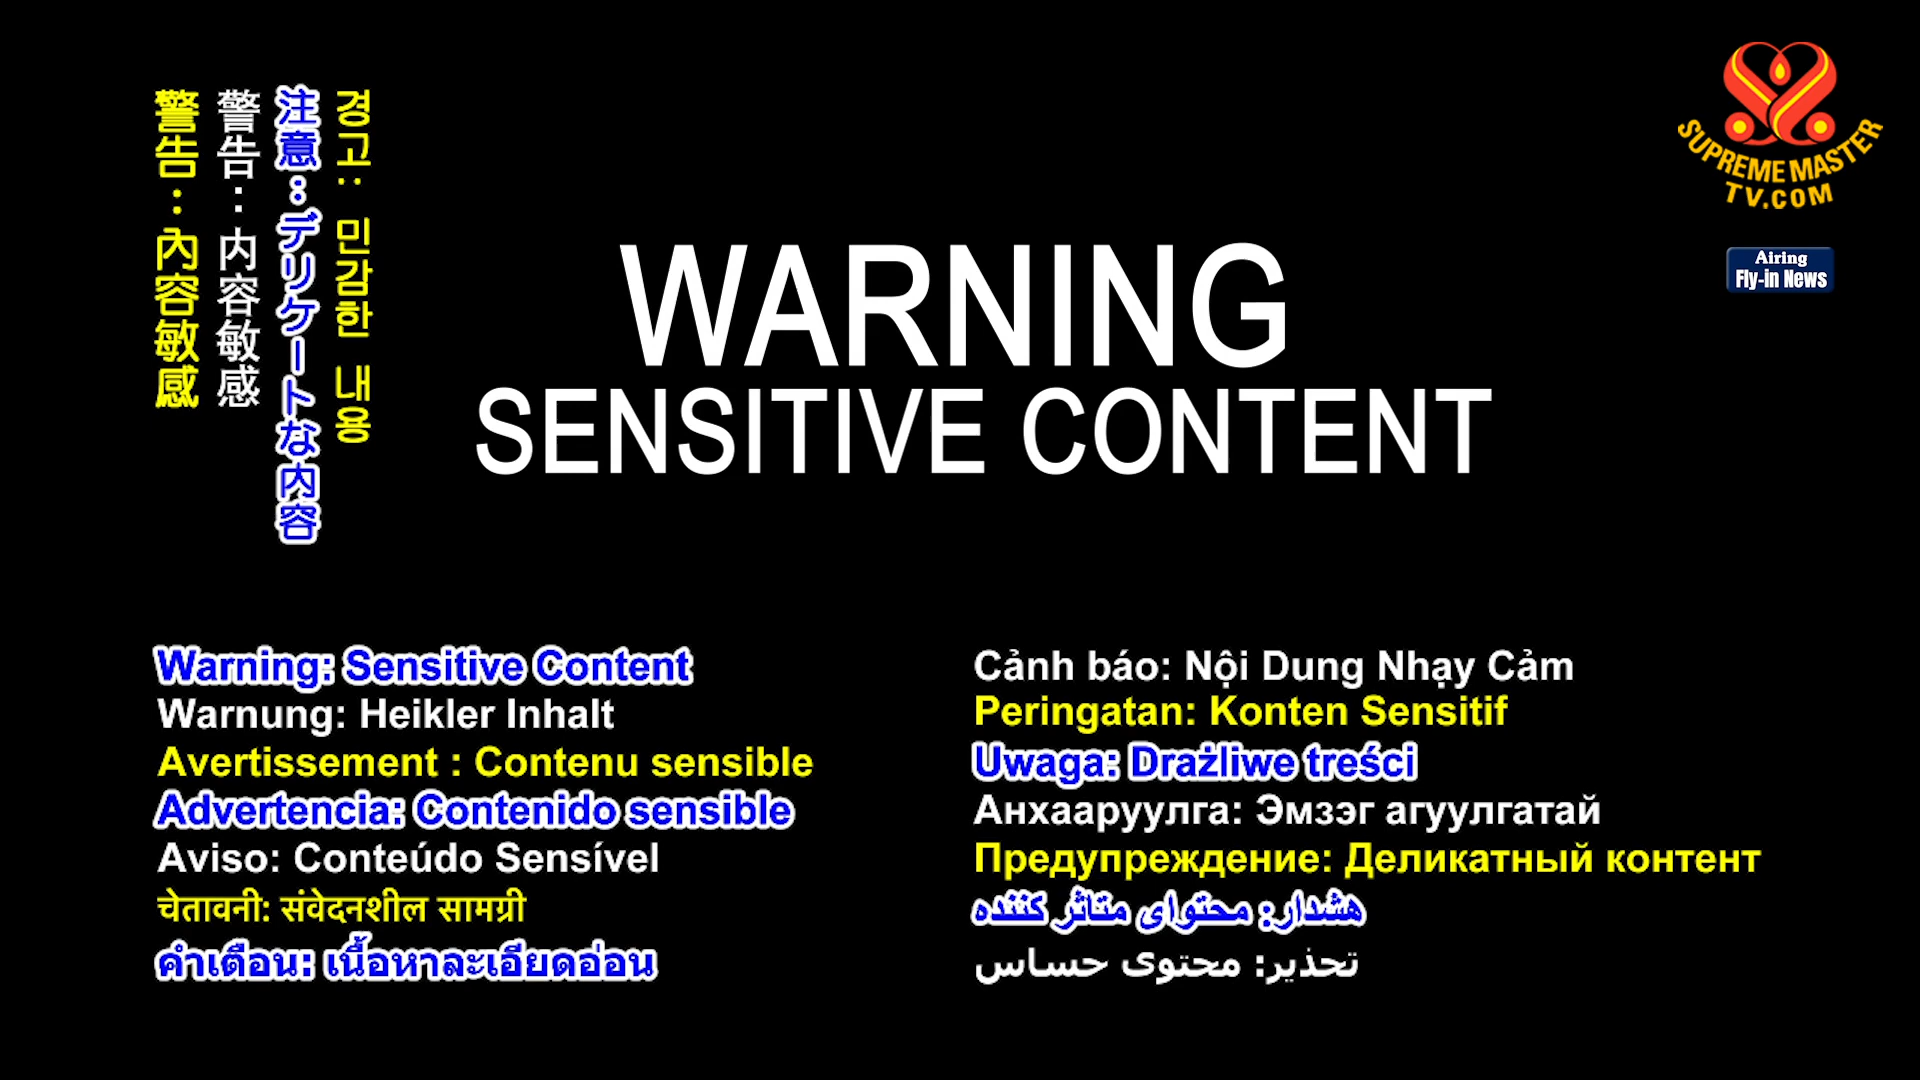 警告：內容敏感
警告：内容敏感
注意：デリケートな内容
경고: 민감한 내용
WARNING
SENSITIVE CONTENT
SUPREME MASTER
TV.COM
Airing
Fly-in News
Warning: Sensitive Content
Warnung: Heikler Inhalt
Avertissement : Contenu sensible
Advertencia: Contenido sensible
Aviso: Conteúdo Sensível
चेतावनी: संवेदनशील सामग्री
คำเตือน: เนื้อหาละเอียดอ่อน
Cảnh báo: Nội Dung Nhạy Cảm
Peringatan: Konten Sensitif
Uwaga: Drażliwe treści
Анхааруулга: Эмзэг агуулгатай
Предупреждение: Деликатный контент
هشدار: محتوای متاثر کننده
تحذير: محتوى حساس